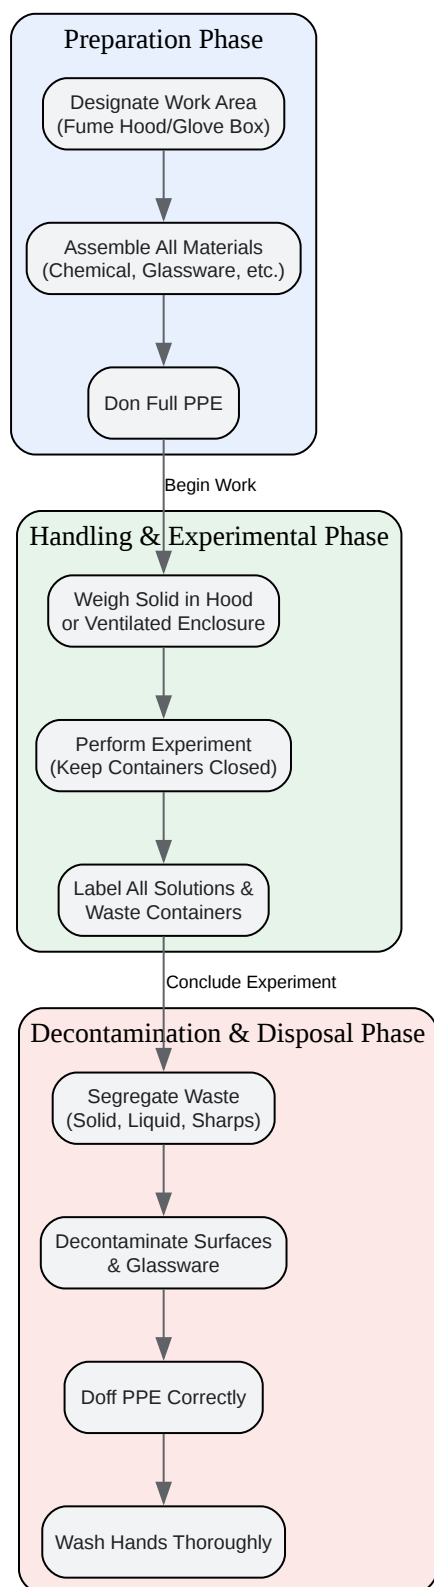 Preparation Phase
Designate Work Area
(Fume Hood/Glove Box)
Assemble All Materials
(Chemical, Glassware, etc.)
Don Full PPE
Begin Work
Handling & Experimental Phase
Weigh Solid in Hood
or Ventilated Enclosure
Perform Experiment
(Keep Containers Closed)
Label All Solutions &
Waste Containers
Conclude Experiment
Decontamination & Disposal Phase
Segregate Waste
(Solid, Liquid, Sharps)
Decontaminate Surfaces
& Glassware
Doff PPE Correctly
Wash Hands Thoroughly